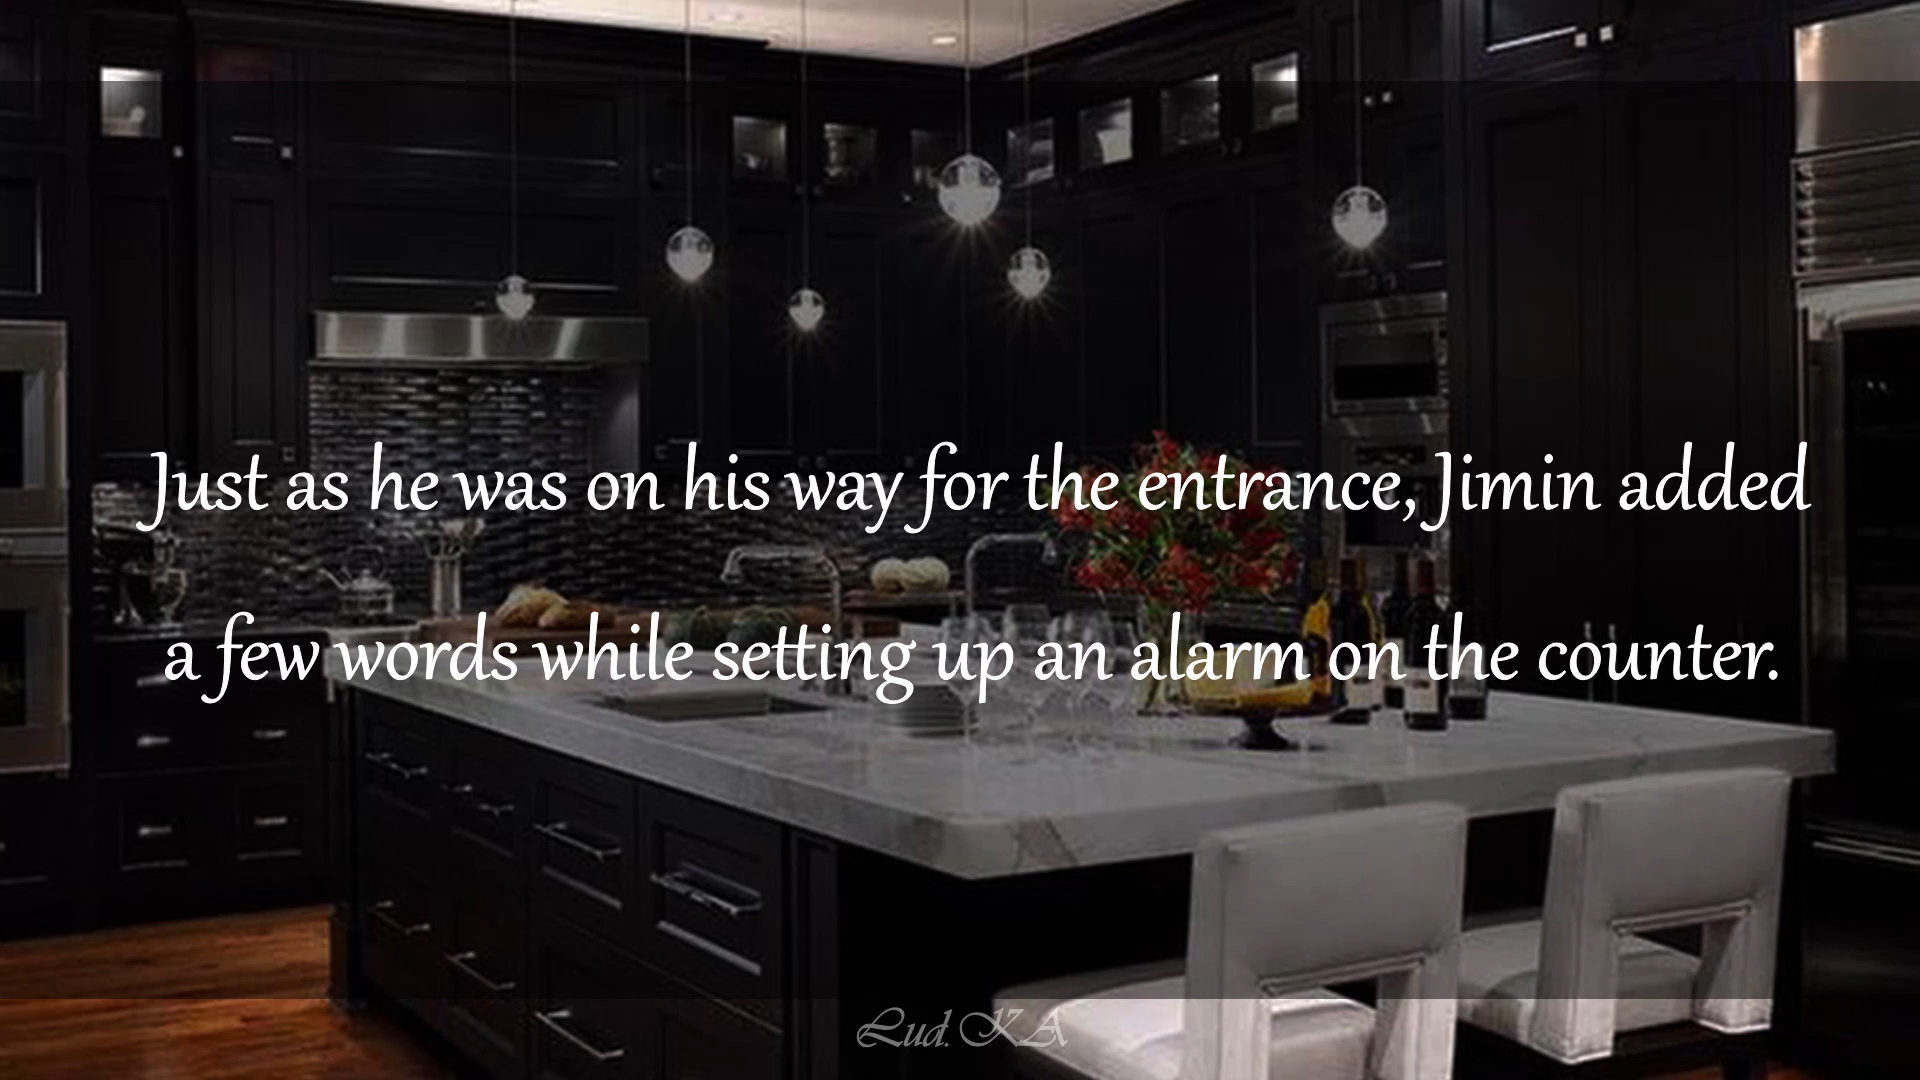 Just as he was on his way for the entrance, Jimin added
a few words while setting up an alarm on the counter.
Lud. KA